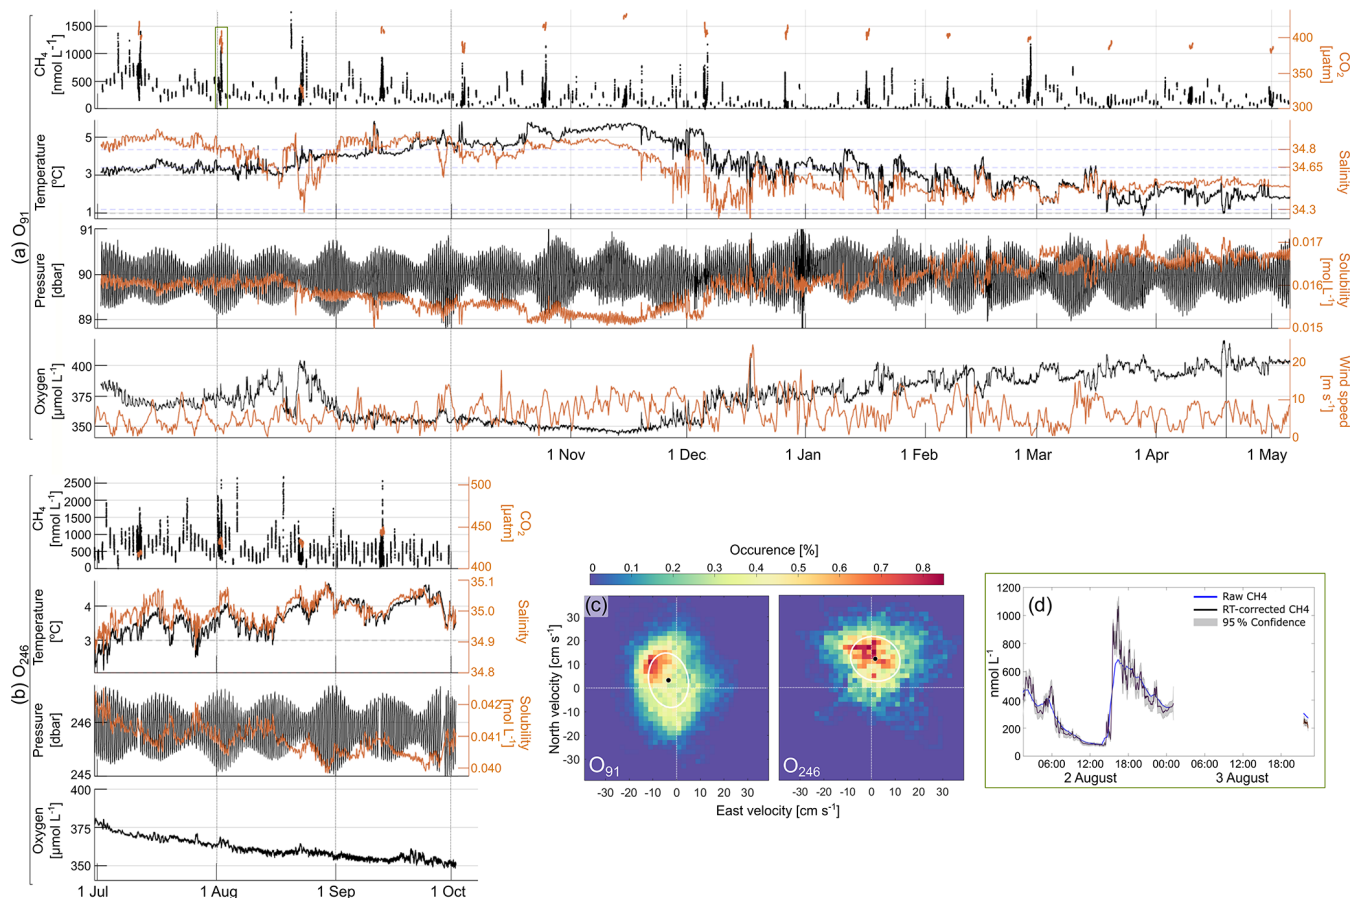 (a) O91
CH4
[nmol L-1]
1500
1000
500
0
400
350
300
CO2
[µatm]
Temperature
[ºC]
5
3
1
34.8
34.65
34.3
Salinity
Pressure
[dbar]
91
90
89
0.017
0.016
0.015
Solubility
[mol L-1]
Oxygen
[µmol L-1]
400
375
350
20
10
0
Wind speed
[m s-1]
1 Nov
1 Dec
1 Jan
1 Feb
1 Mar
1 Apr
1 May
(b) O246
CH4
[nmol L-1]
2500
2000
1500
1000
500
0
500
450
400
CO2
[µatm]
Temperature
[ºC]
4
3
35.1
35.0
34.9
34.8
Salinity
Pressure
[dbar]
246
245
0.042
0.041
0.040
Solubility
[mol L-1]
Oxygen
[µmol L-1]
400
375
350
1 Jul
1 Aug
1 Sep
1 Oct
Occurence [%]
0 0.1 0.2 0.3 0.4 0.5 0.6 0.7 0.8
(c)
North velocity [cm s-1]
30
20
10
0
-10
-20
-30
O91
O246
-30 -20 -10 0 10 20 30
-30 -20 -10 0 10 20 30
East velocity [cm s-1]
(d)
Raw CH4
RT-corrected CH4
95 % Confidence
nmol L-1
1200
1000
800
600
400
200
0
06:00 18:00 00:00 06:00 18:00
2 August 3 August